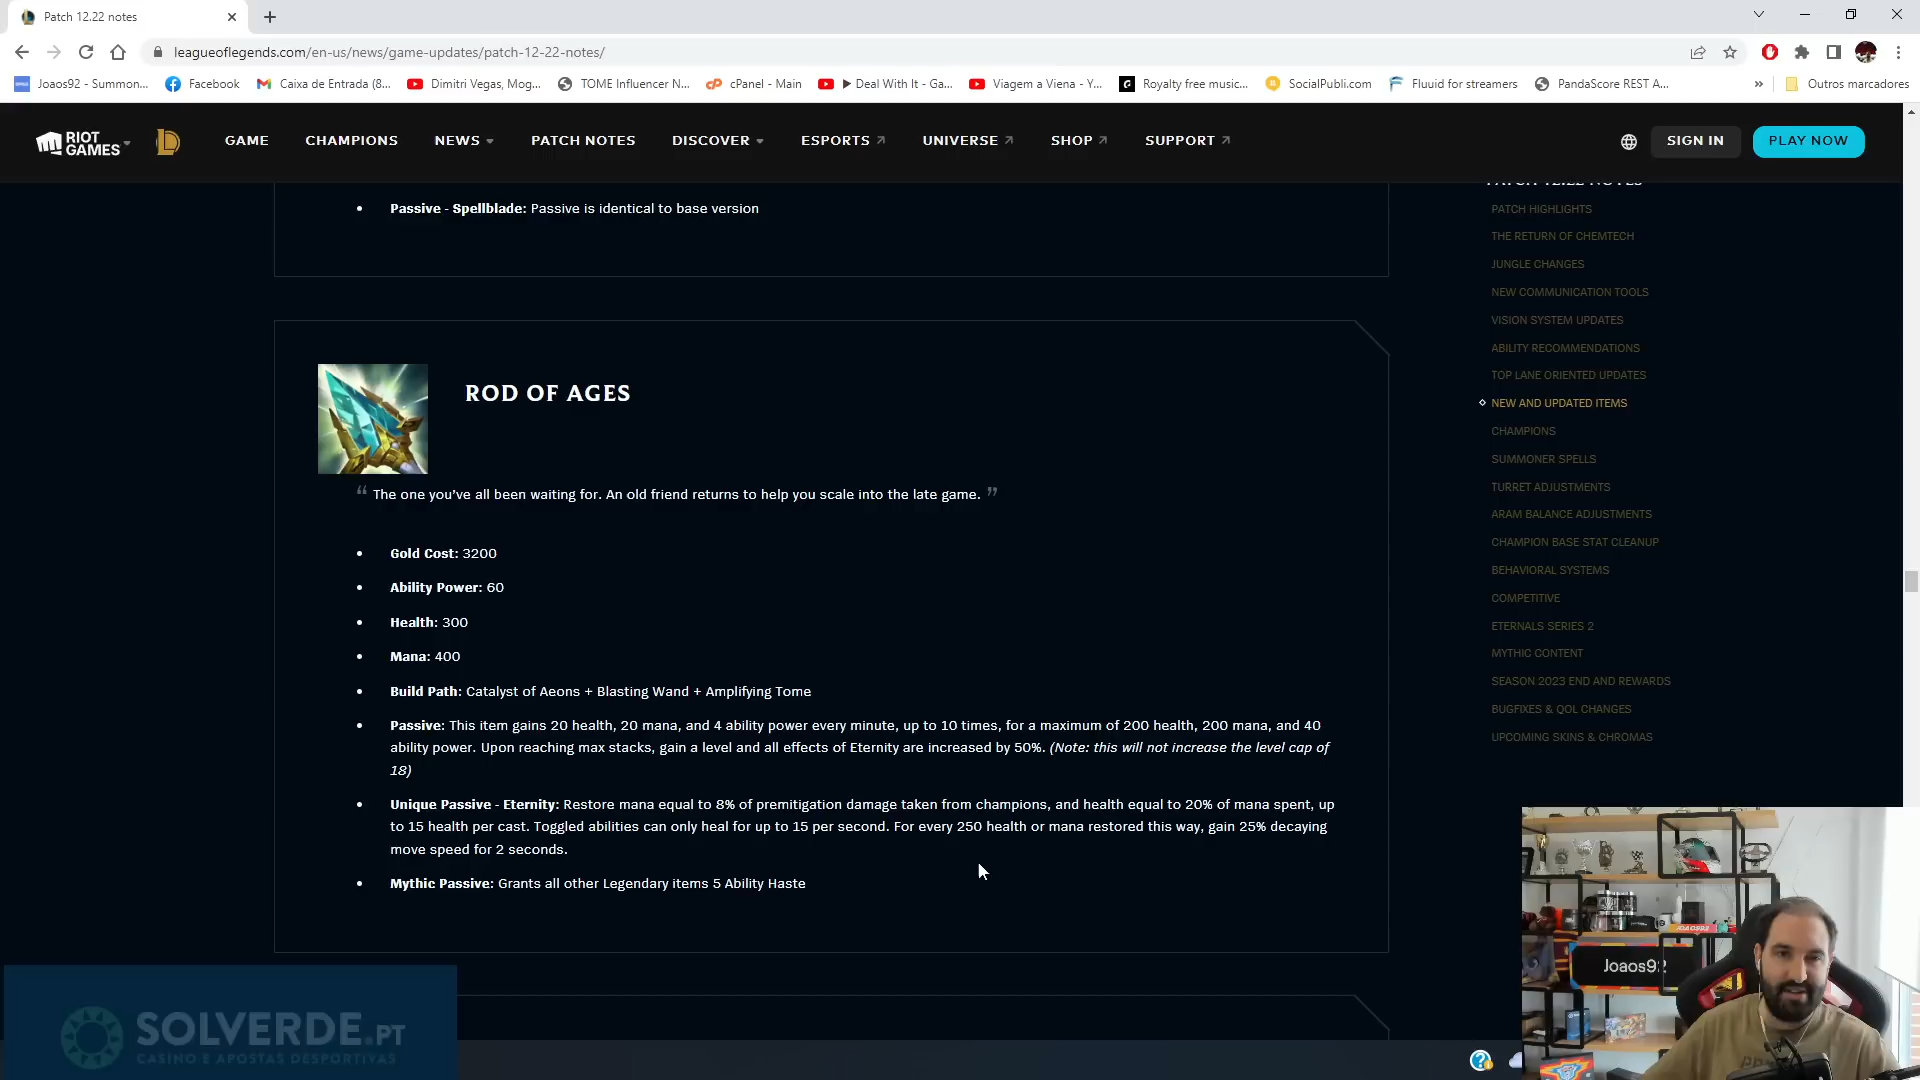 Patch 12.22 notes
leagueoflegends.com/en-us/news/game-updates/patch-12-22-notes/
Joaos92 - Summon...
Facebook
Caixa de Entrada (8...
Dimitri Vegas, Mog...
TOME Influencer N...
cPanel - Main
▶ Deal With It - Ga...
Viagem a Viena - Y...
Royalty free music...
SocialPubli.com
Fluuid for streamers
PandaScore REST A...
»
Outros marcadores
RIOT GAMES
GAME
CHAMPIONS
NEWS
PATCH NOTES
DISCOVER
ESPORTS
UNIVERSE
SHOP
SUPPORT
SIGN IN
PLAY NOW
• Passive - Spellblade: Passive is identical to base version
ROD OF AGES
“ The one you’ve all been waiting for. An old friend returns to help you scale into the late game. ”
• Gold Cost: 3200
• Ability Power: 60
• Health: 300
• Mana: 400
• Build Path: Catalyst of Aeons + Blasting Wand + Amplifying Tome
• Passive: This item gains 20 health, 20 mana, and 4 ability power every minute, up to 10 times, for a maximum of 200 health, 200 mana, and 40
ability power. Upon reaching max stacks, gain a level and all effects of Eternity are increased by 50%. (Note: this will not increase the level cap of
18)
• Unique Passive - Eternity: Restore mana equal to 8% of premitigation damage taken from champions, and health equal to 20% of mana spent, up
to 15 health per cast. Toggled abilities can only heal for up to 15 per second. For every 250 health or mana restored this way, gain 25% decaying
move speed for 2 seconds.
• Mythic Passive: Grants all other Legendary items 5 Ability Haste
PATCH 12.22 NOTES
PATCH HIGHLIGHTS
THE RETURN OF CHEMTECH
JUNGLE CHANGES
NEW COMMUNICATION TOOLS
VISION SYSTEM UPDATES
ABILITY RECOMMENDATIONS
TOP LANE ORIENTED UPDATES
NEW AND UPDATED ITEMS
CHAMPIONS
SUMMONER SPELLS
TURRET ADJUSTMENTS
ARAM BALANCE ADJUSTMENTS
CHAMPION BASE STAT CLEANUP
BEHAVIORAL SYSTEMS
COMPETITIVE
ETERNALS SERIES 2
MYTHIC CONTENT
SEASON 2023 END AND REWARDS
BUGFIXES & QOL CHANGES
UPCOMING SKINS & CHROMAS
SOLVERDE.PT
CASINO E APOSTAS DESPORTIVAS
JOAOS92
Joaos92